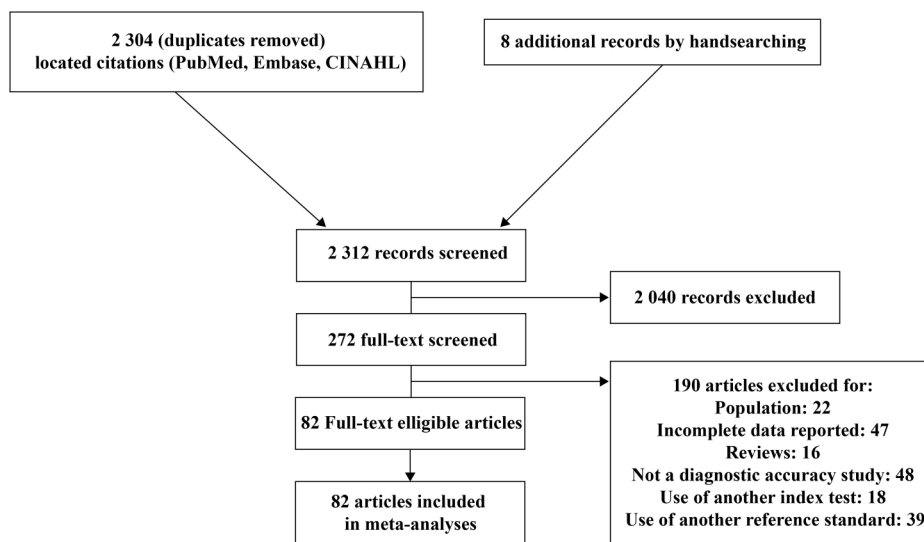 2 304 (duplicates removed)
located citations (PubMed, Embase, CINAHL)
8 additional records by handsearching
2 312 records screened
2 040 records excluded
272 full-text screened
190 articles excluded for:
Population: 22
Incomplete data reported: 47
Reviews: 16
Not a diagnostic accuracy study: 48
Use of another index test: 18
Use of another reference standard: 39
82 Full-text elligible articles
82 articles included
in meta-analyses